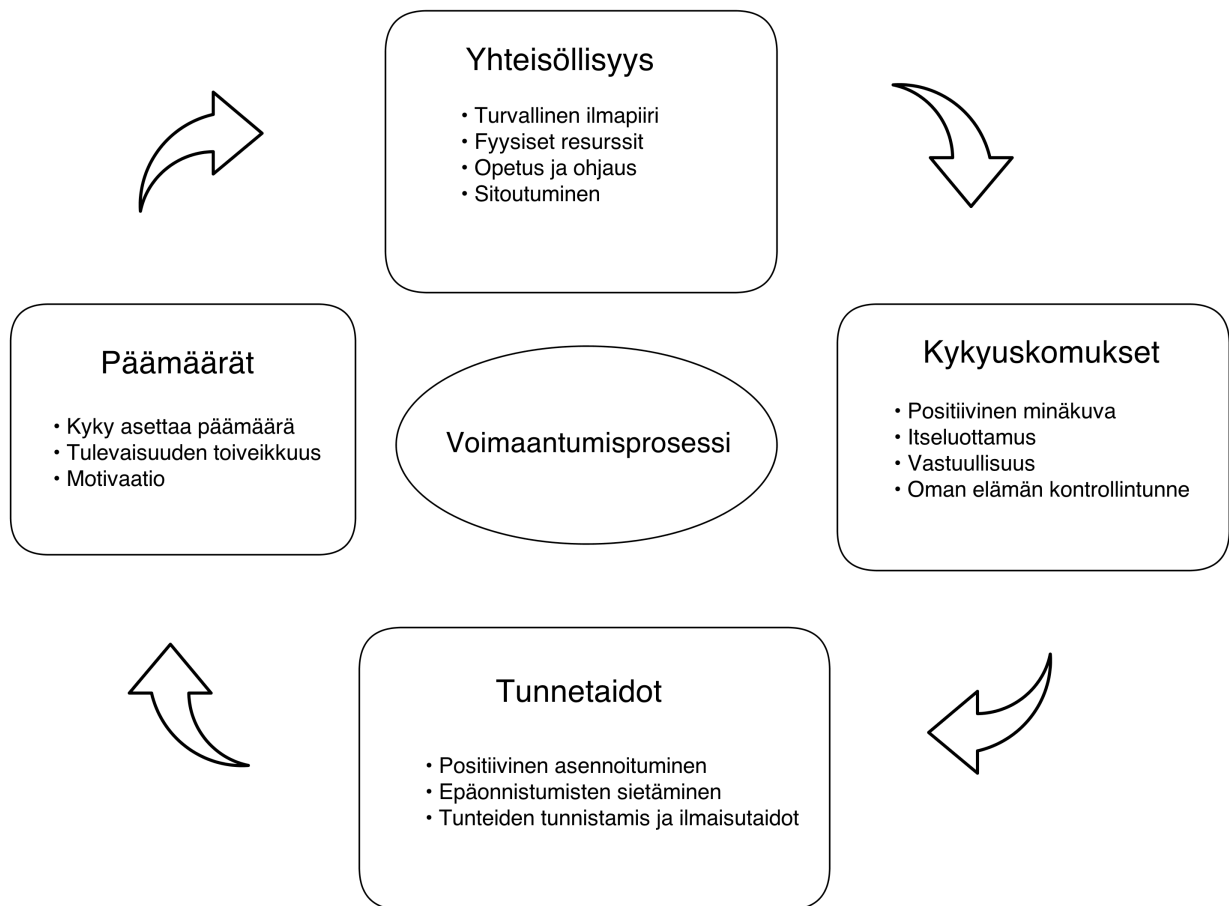 Yhteisöllisyys
• Turvallinen ilmapiiri
• Fyysiset resurssit
• Opetus ja ohjaus
• Sitoutuminen
Päämäärät
• Kyky asettaa päämäärä
• Tulevaisuuden toiveikkuus
• Motivaatio
Voimaantumisprosessi
Kykyuskomukset
• Positiivinen minäkuva
• Itseluottamus
• Vastuullisuus
• Oman elämän kontrollintunne
Tunnetaidot
• Positiivinen asennoituminen
• Epäonnistumisten sietäminen
• Tunteiden tunnistamis ja ilmaisutaidot